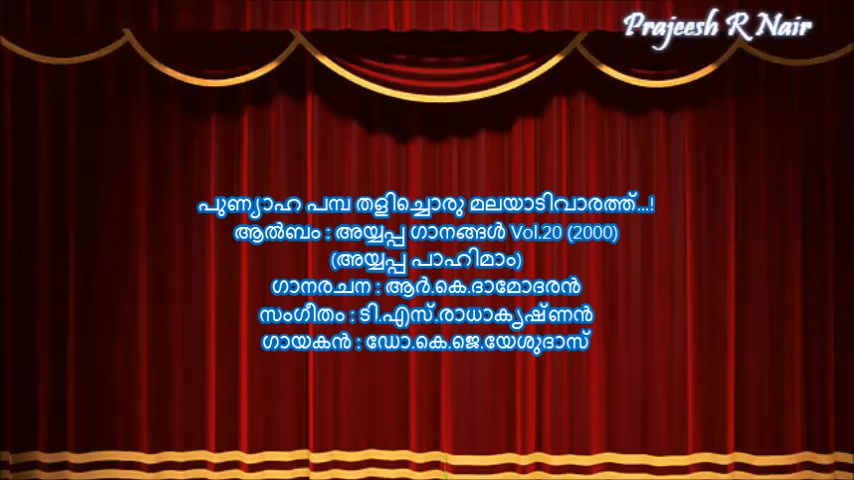 Prajeesh R Nair
പുണ്യാഹ പമ്പ തളിച്ചൊരു മലയാടിവാരത്ത്...!
ആൽബം : അയ്യപ്പ ഗാനങ്ങൾ Vol.20 (2000)
(അയ്യപ്പ പാഹിമാം)
ഗാനരചന : ആർ.കെ.ദാമോദരൻ
സംഗീതം : ടി.എസ്.രാധാകൃഷ്ണൻ
ഗായകൻ : ഡോ.കെ.ജെ.യേശുദാസ്